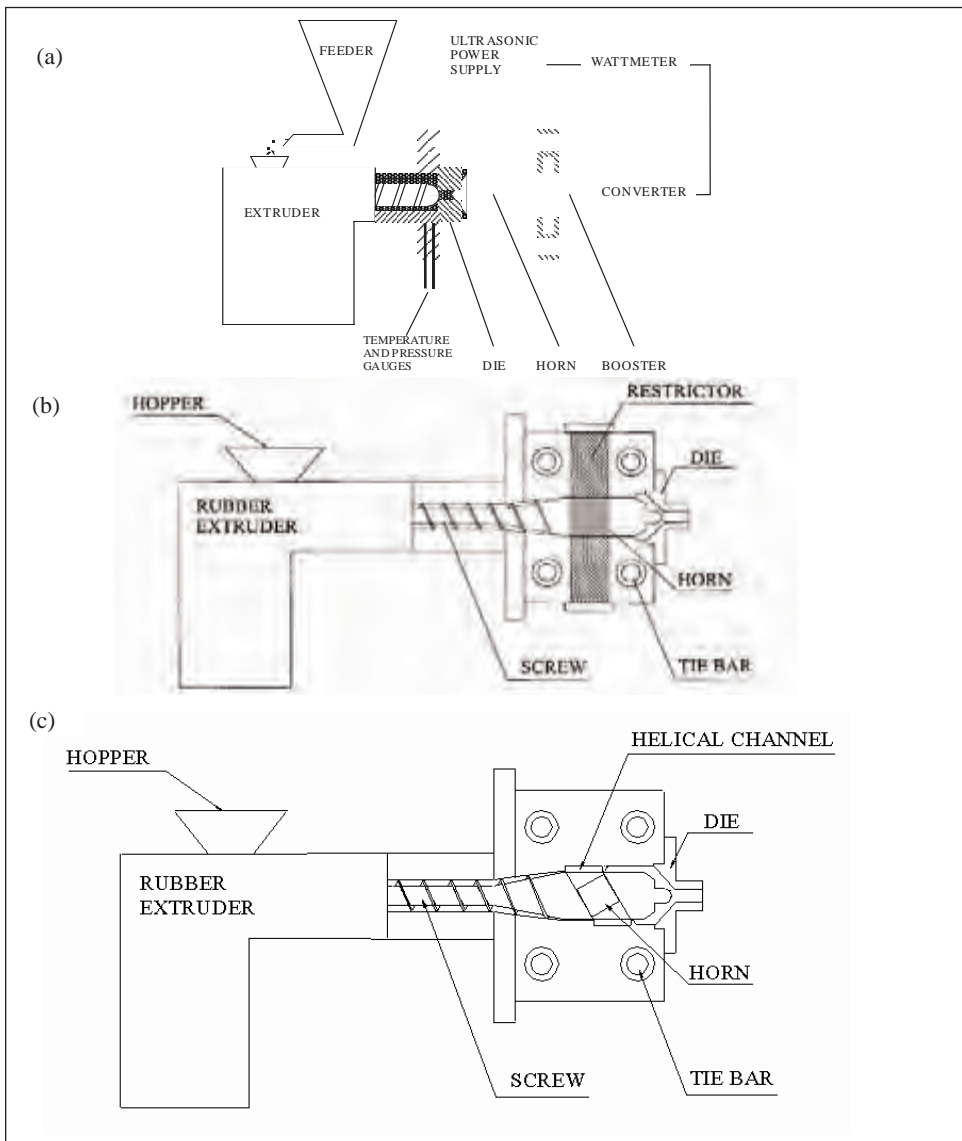 (a)
FEEDER
ULTRASONIC
POWER
SUPPLY
WATTMETER
CONVERTER
EXTRUDER
TEMPERATURE
AND PRESSURE
GAUGES
DIE
HORN
BOOSTER
(b)
HOPPER
RESTRICTOR
DIE
RUBBER
EXTRUDER
HORN
SCREW
TIE BAR
(c)
HOPPER
HELICAL CHANNEL
DIE
RUBBER
EXTRUDER
HORN
SCREW
TIE BAR